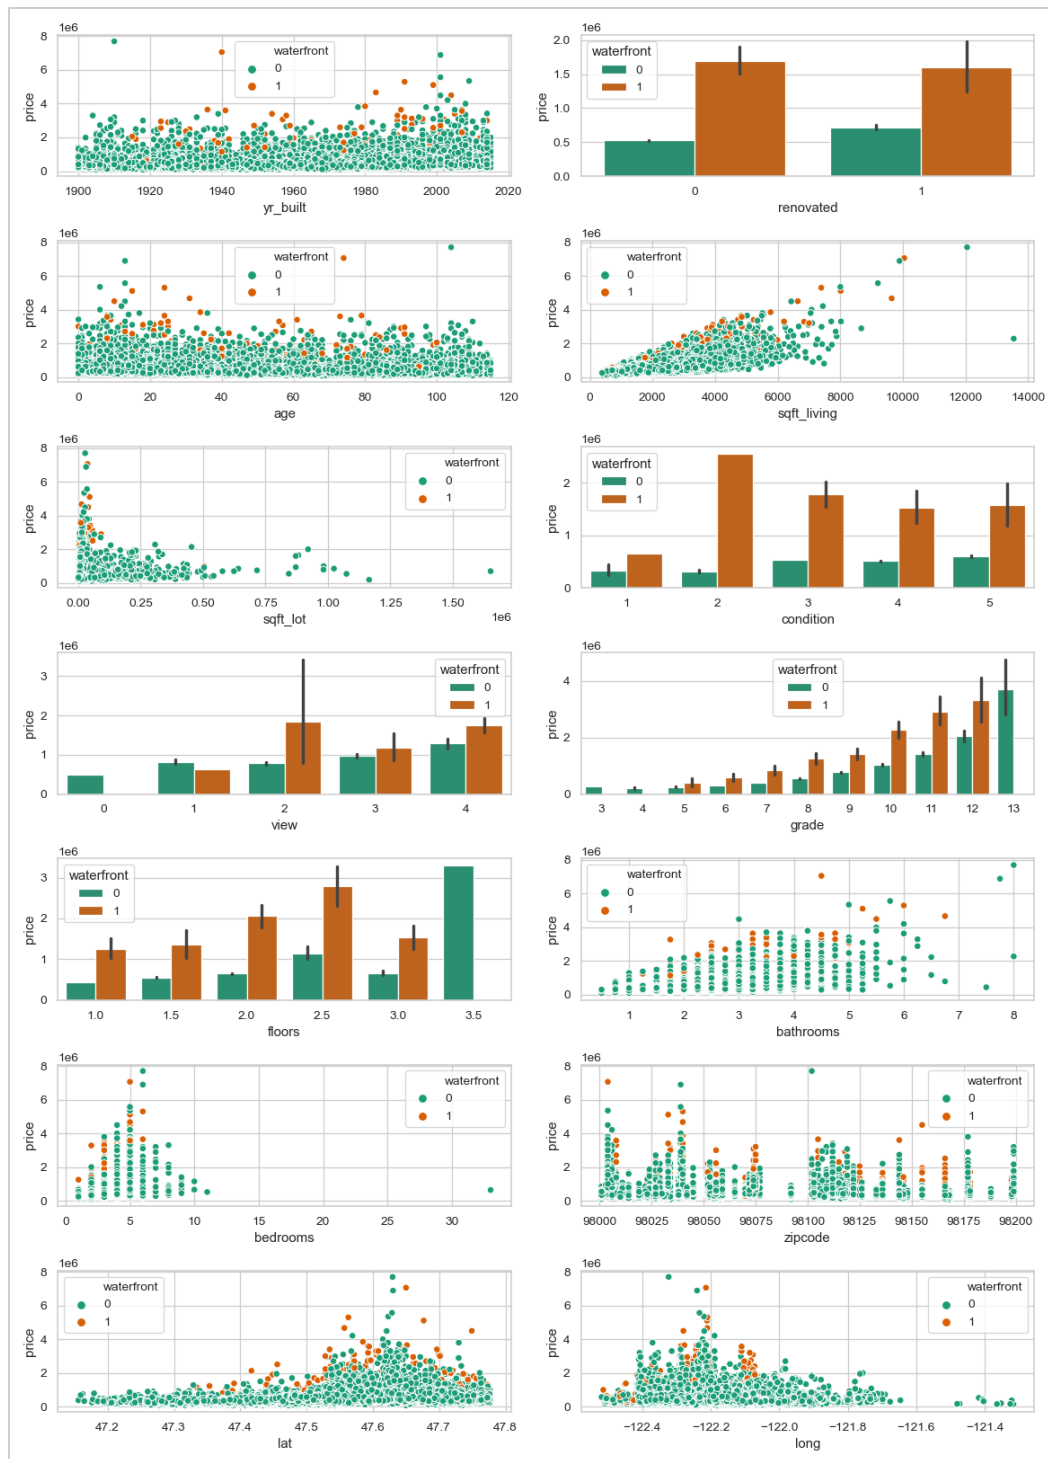 1e6
8
6
4
2
0
price
waterfront
0
1
1900 1920 1940 1960 1980 2000 2020
yr_built
2.0
1.5
1.0
0.5
0.0
price
1e6
waterfront
0
1
0 1
renovated
1e6
8
6
4
2
0
price
waterfront
0
1
0 20 40 60 80 100 120
age
1e6
8
6
4
2
0
price
waterfront
0
1
0 2000 4000 6000 8000 10000 12000 14000
sqft_living
1e6
8
6
4
2
0
price
waterfront
0
1
0.00 0.25 0.50 0.75 1.00 1.25 1.50
1e6
sqft_lot
1e6
2
1
0
price
waterfront
0
1
1 2 3 4 5
condition
1e6
3
2
1
0
price
waterfront
0
1
0 1 2 3 4
view
1e6
4
2
0
price
waterfront
0
1
3 4 5 6 7 8 9 10 11 12 13
grade
1e6
3
2
1
0
price
waterfront
0
1
1.0 1.5 2.0 2.5 3.0 3.5
floors
1e6
8
6
4
2
0
price
waterfront
0
1
1 2 3 4 5 6 7 8
bathrooms
1e6
8
6
4
2
0
price
waterfront
0
1
0 5 10 15 20 25 30
bedrooms
1e6
8
6
4
2
0
price
waterfront
0
1
98000 98025 98050 98075 98100 98125 98150 98175 98200
zipcode
1e6
8
6
4
2
0
price
waterfront
0
1
47.2 47.3 47.4 47.5 47.6 47.7 47.8
lat
1e6
8
6
4
2
0
price
waterfront
0
1
−122.4 −122.2 −122.0 −121.8 −121.6 −121.4
long